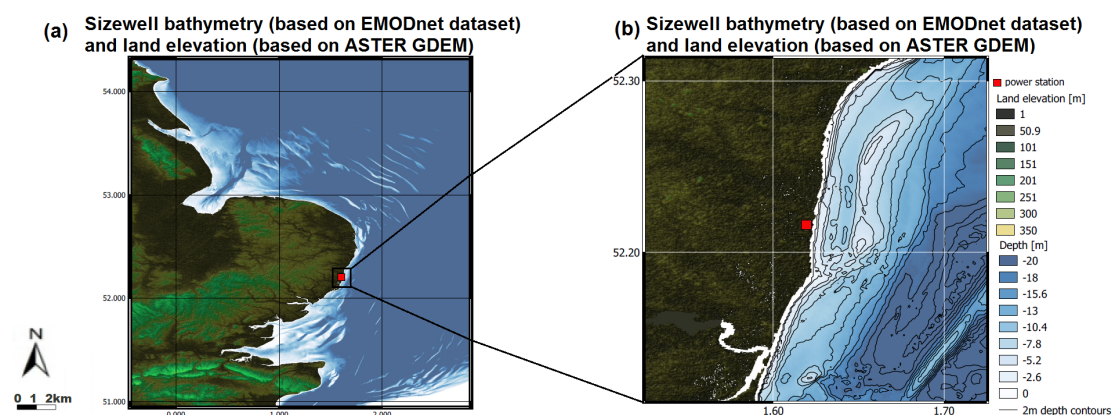 (a) Sizewell bathymetry (based on EMODnet dataset)
and land elevation (based on ASTER GDEM)
54.000
53.000
52.000
51.000
0.000
1.000
2.000
N
0 1 2km
(b) Sizewell bathymetry (based on EMODnet dataset)
and land elevation (based on ASTER GDEM)
52.30
52.20
1.60
1.70
power station
Land elevation [m]
1
50.9
101
151
201
251
300
350
Depth [m]
-20
-18
-15.6
-13
-10.4
-7.8
-5.2
-2.6
0
2m depth contours